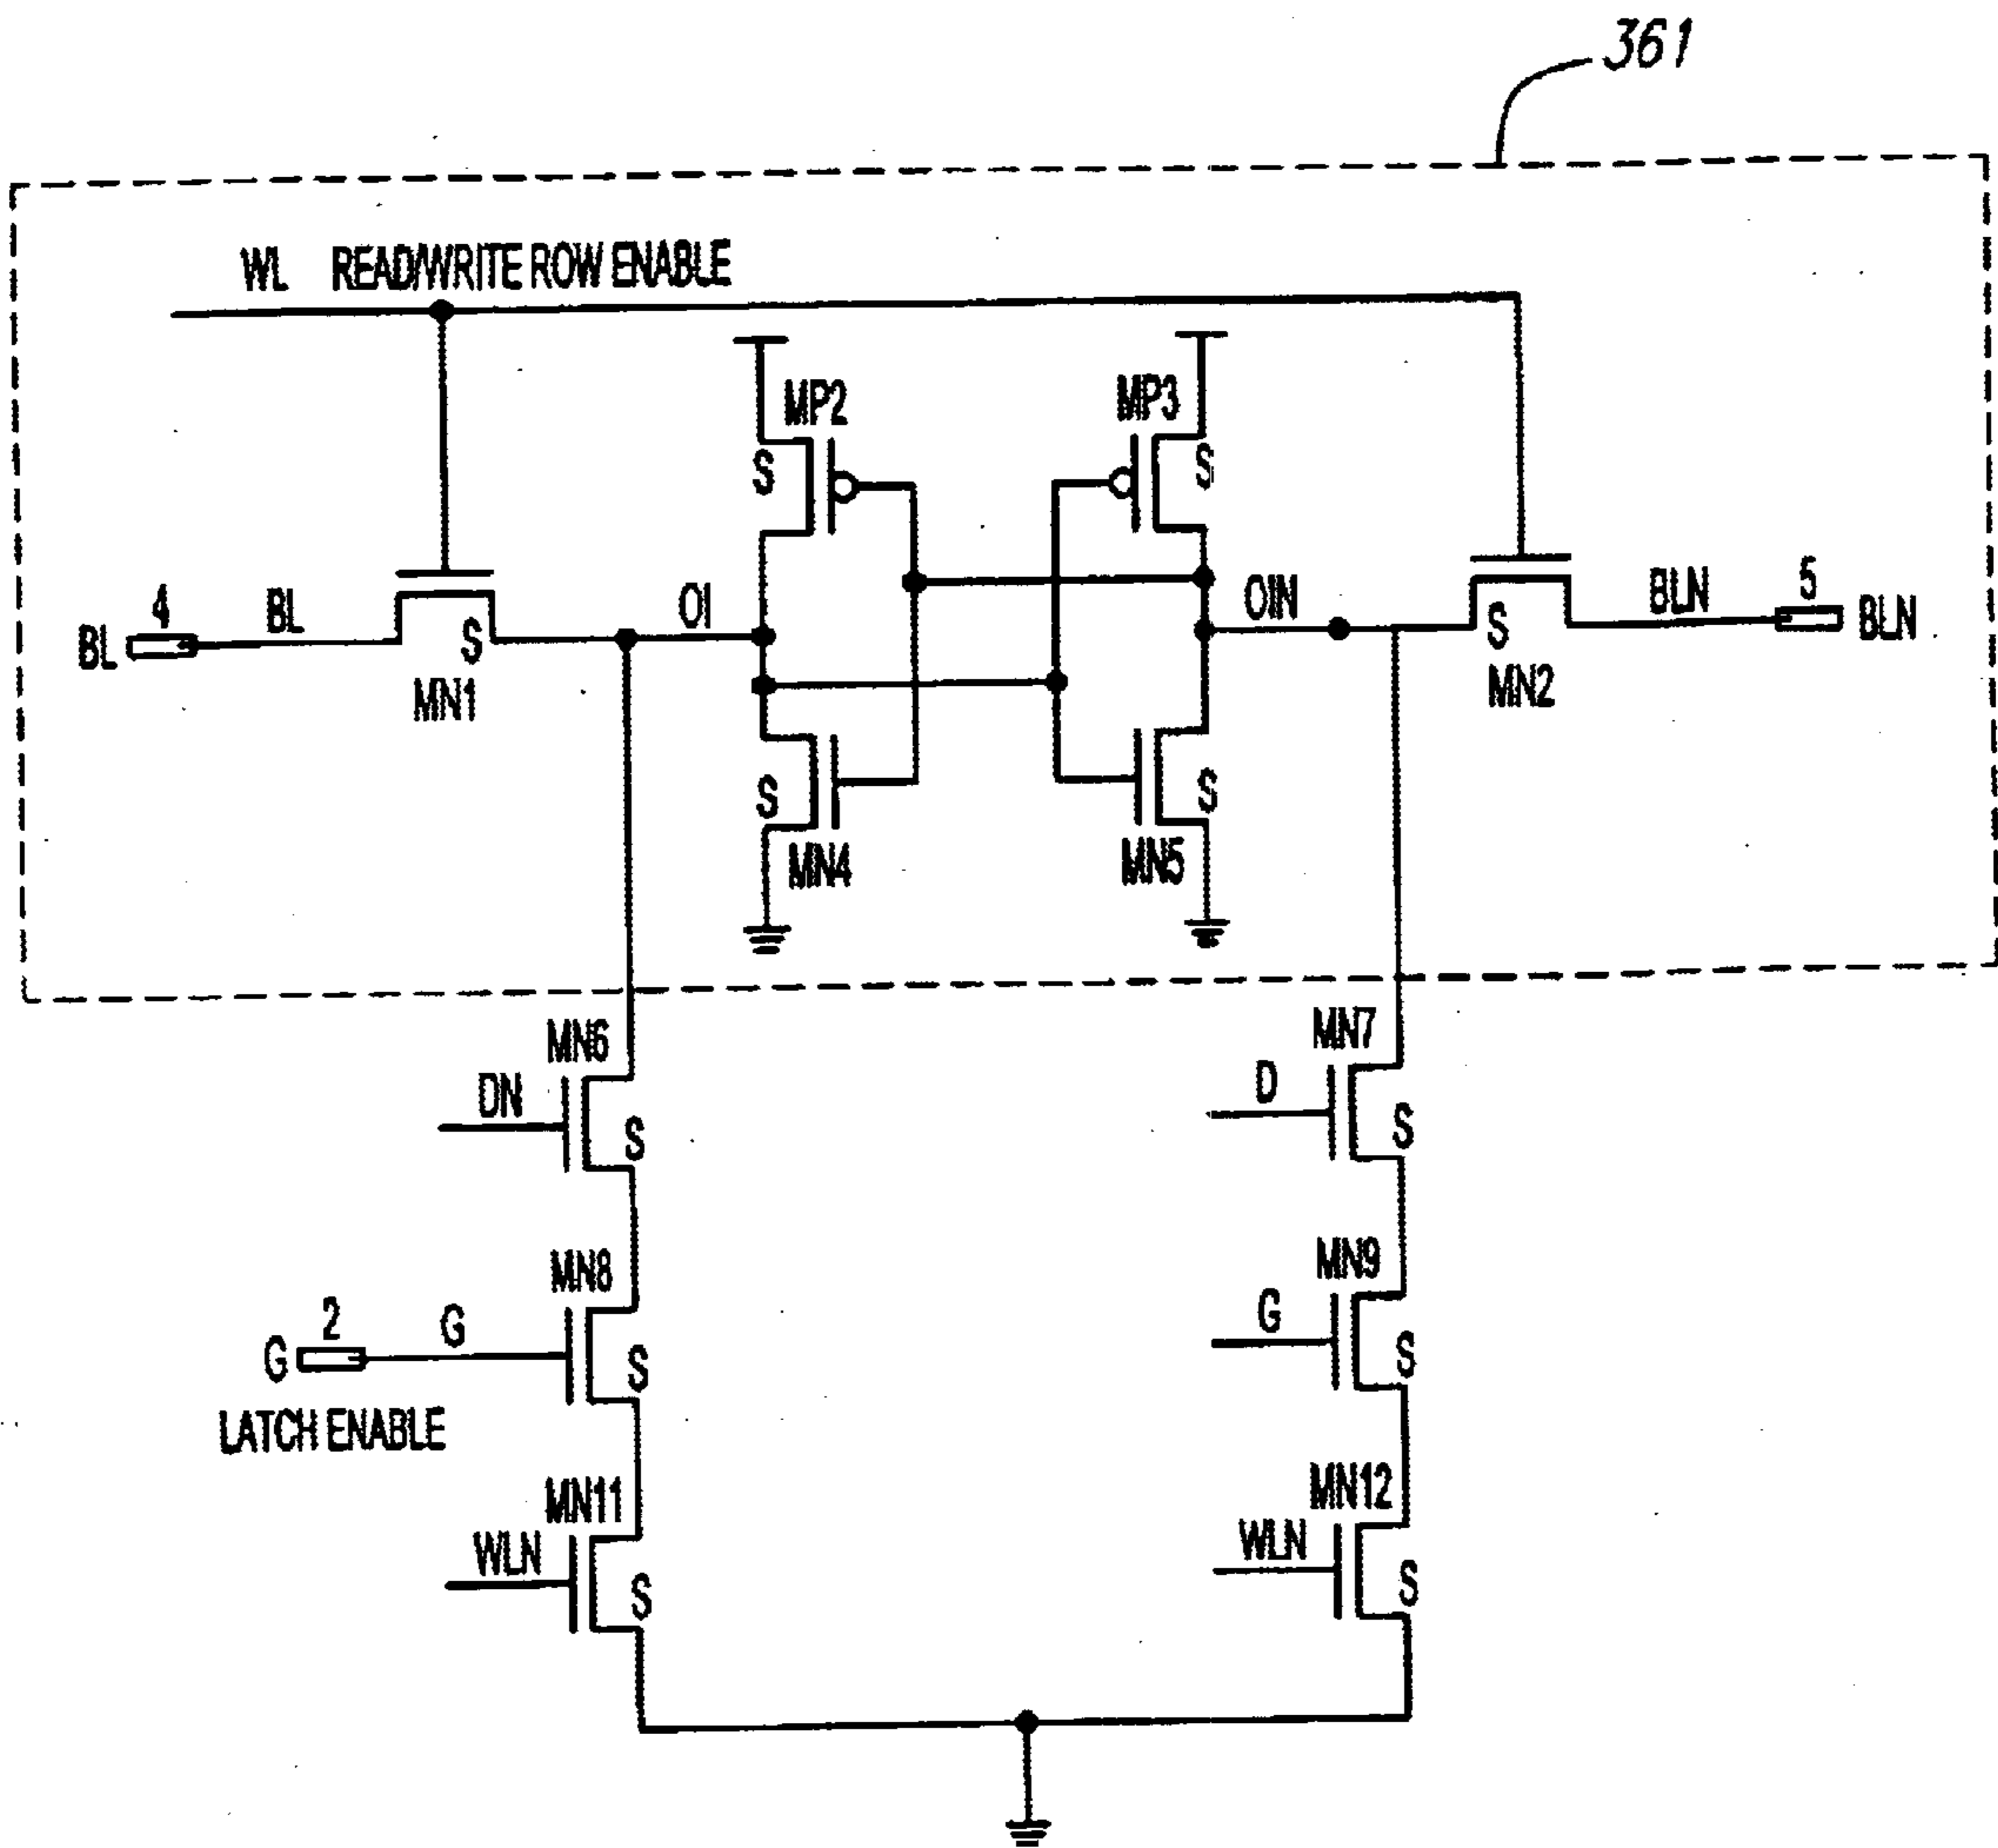 361
WL READ/WRITE ROW ENABLE
MP2
MP3
S
S
4
BL
BL
S
MN1
OI
OIN
S
MN2
BLN
5
BLN
S
MN4
S
MN5
MN6
DN
S
MN7
D
S
MN8
2
G
G
S
LATCH ENABLE
MN9
G
S
MN11
WLN
S
MN12
WLN
S